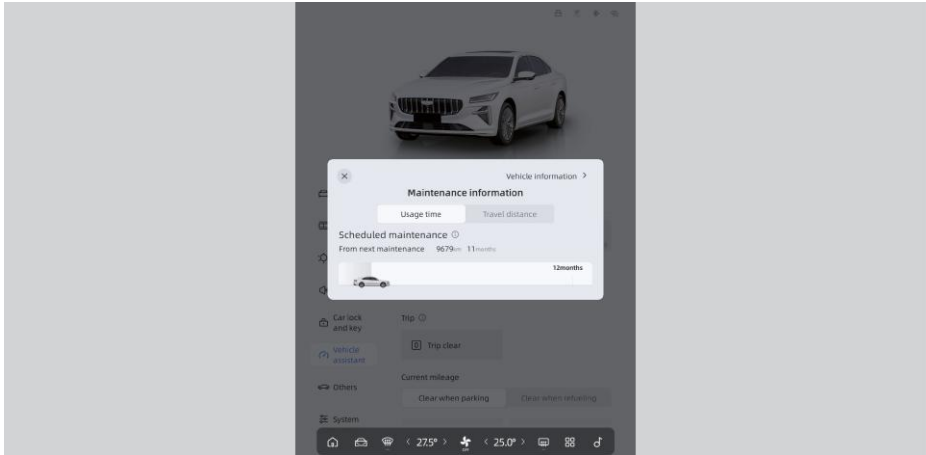 Vehicle information >
Maintenance information
Usage time
Travel distance
Scheduled maintenance
From next maintenance 9679km 11months
12months
Car lock
and key
Trip
Vehicle
assistant
Trip clear
Current mileage
Others
Clear when parking
Clear when refueling
System
< 27.5° >
< 25.0° >